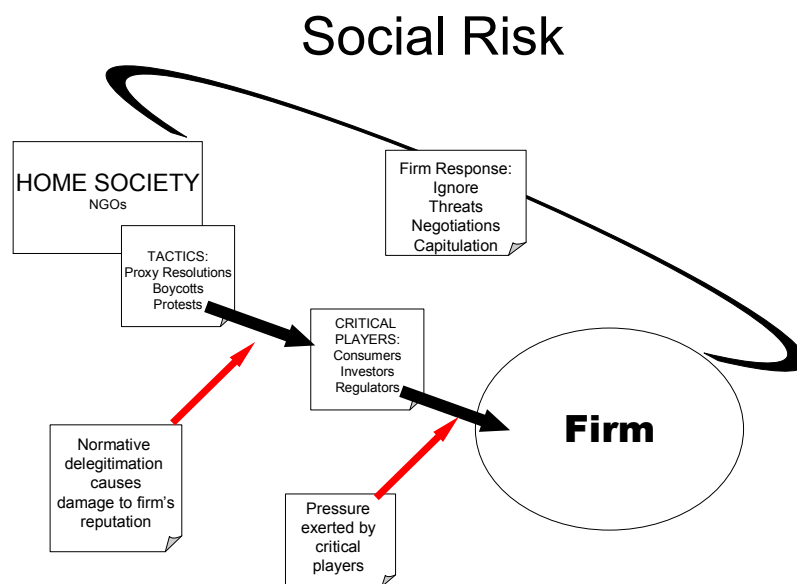 Social Risk
HOME SOCIETY
NGOs
Firm Response:
Ignore
Threats
Negotiations
Capitulation
TACTICS:
Proxy Resolutions
Boycotts
Protests
CRITICAL
PLAYERS:
Consumers
Investors
Regulators
Firm
Normative
delegitimation
causes
damage to firm's
reputation
Pressure
exerted by
critical
players